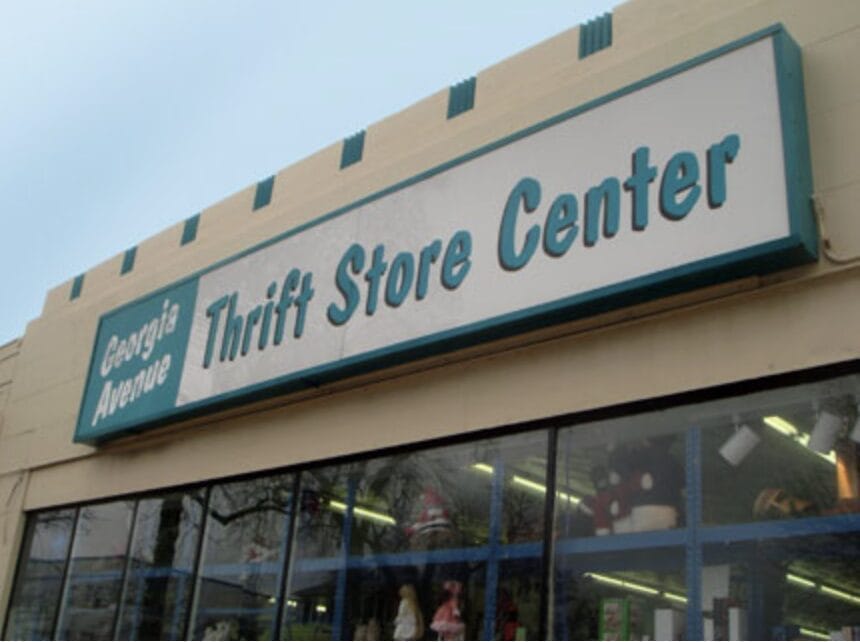 Georgia
Avenue
Thrift Store Center